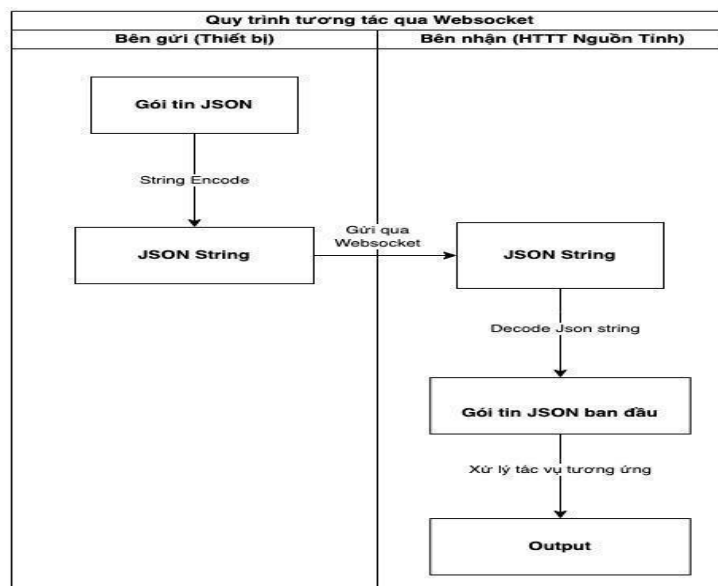 Quy trình tương tác qua Websocket
Bên gửi (Thiết bị)
Bên nhận (HTTT Nguồn Tỉnh)
Gói tin JSON
String Encode
JSON String
Gửi qua
Websocket
JSON String
Decode Json string
Gói tin JSON ban đầu
Xử lý tác vụ tương ứng
Output